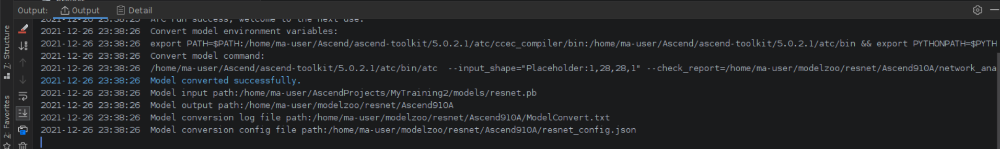 Output: Output Detail
2021-12-26 23:38:25 ATC run success, welcome to the next use.
2021-12-26 23:38:26 Convert model environment variables:
2021-12-26 23:38:26 export PATH=$PATH:/home/ma-user/Ascend/ascend-toolkit/5.0.2.1/atc/ccec_compiler/bin:/home/ma-user/Ascend/ascend-toolkit/5.0.2.1/atc/bin && export PYTHONPATH=$PYTH
2021-12-26 23:38:26 Convert model command:
2021-12-26 23:38:26 /home/ma-user/Ascend/ascend-toolkit/5.0.2.1/atc/bin/atc --input_shape="Placeholder:1,28,28,1" --check_report=/home/ma-user/modelzoo/resnet/Ascend910A/network_ana
2021-12-26 23:38:26 Model converted successfully.
2021-12-26 23:38:26 Model input path:/home/ma-user/AscendProjects/MyTraining2/models/resnet.pb
2021-12-26 23:38:26 Model output path:/home/ma-user/modelzoo/resnet/Ascend910A
2021-12-26 23:38:26 Model conversion log file path:/home/ma-user/modelzoo/resnet/Ascend910A/ModelConvert.txt
2021-12-26 23:38:26 Model conversion config file path:/home/ma-user/modelzoo/resnet/Ascend910A/resnet_config.json
7: Structure
2: Favorites